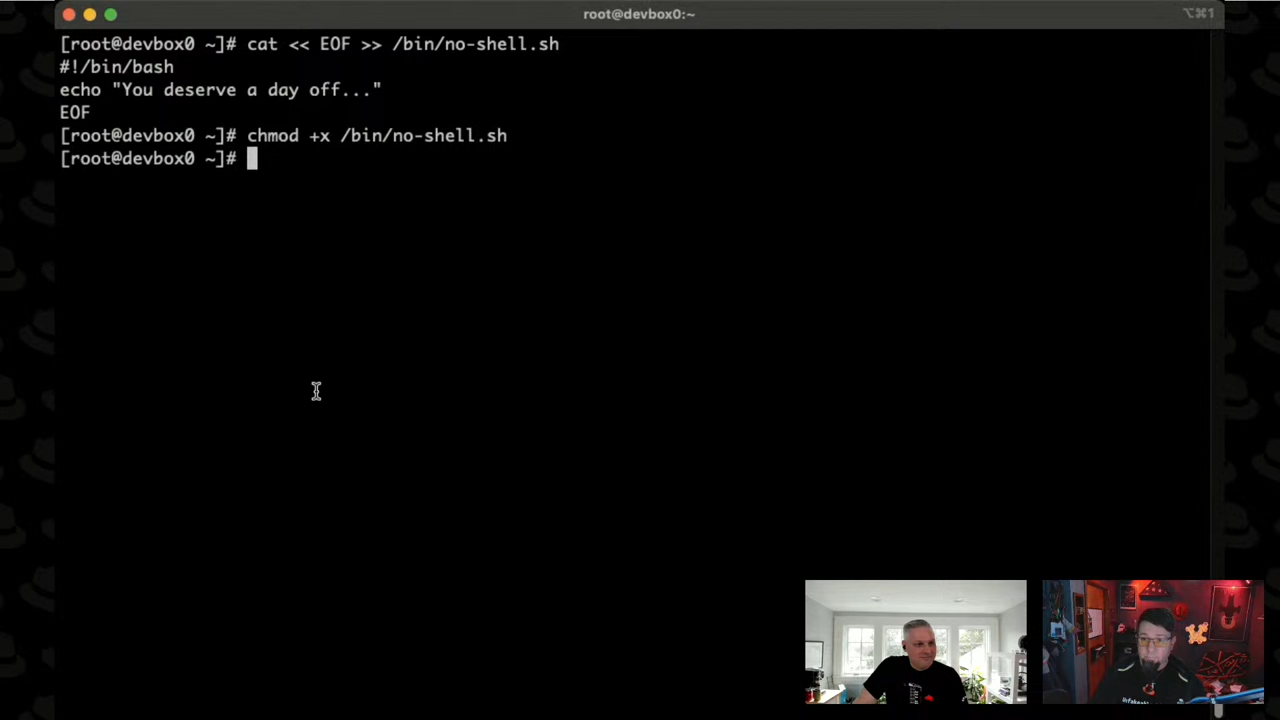 root@devbox0:~
⌥⌘1
[root@devbox0 ~]# cat << EOF >> /bin/no-shell.sh
#!/bin/bash
echo "You deserve a day off..."
EOF
[root@devbox0 ~]# chmod +x /bin/no-shell.sh
[root@devbox0 ~]#